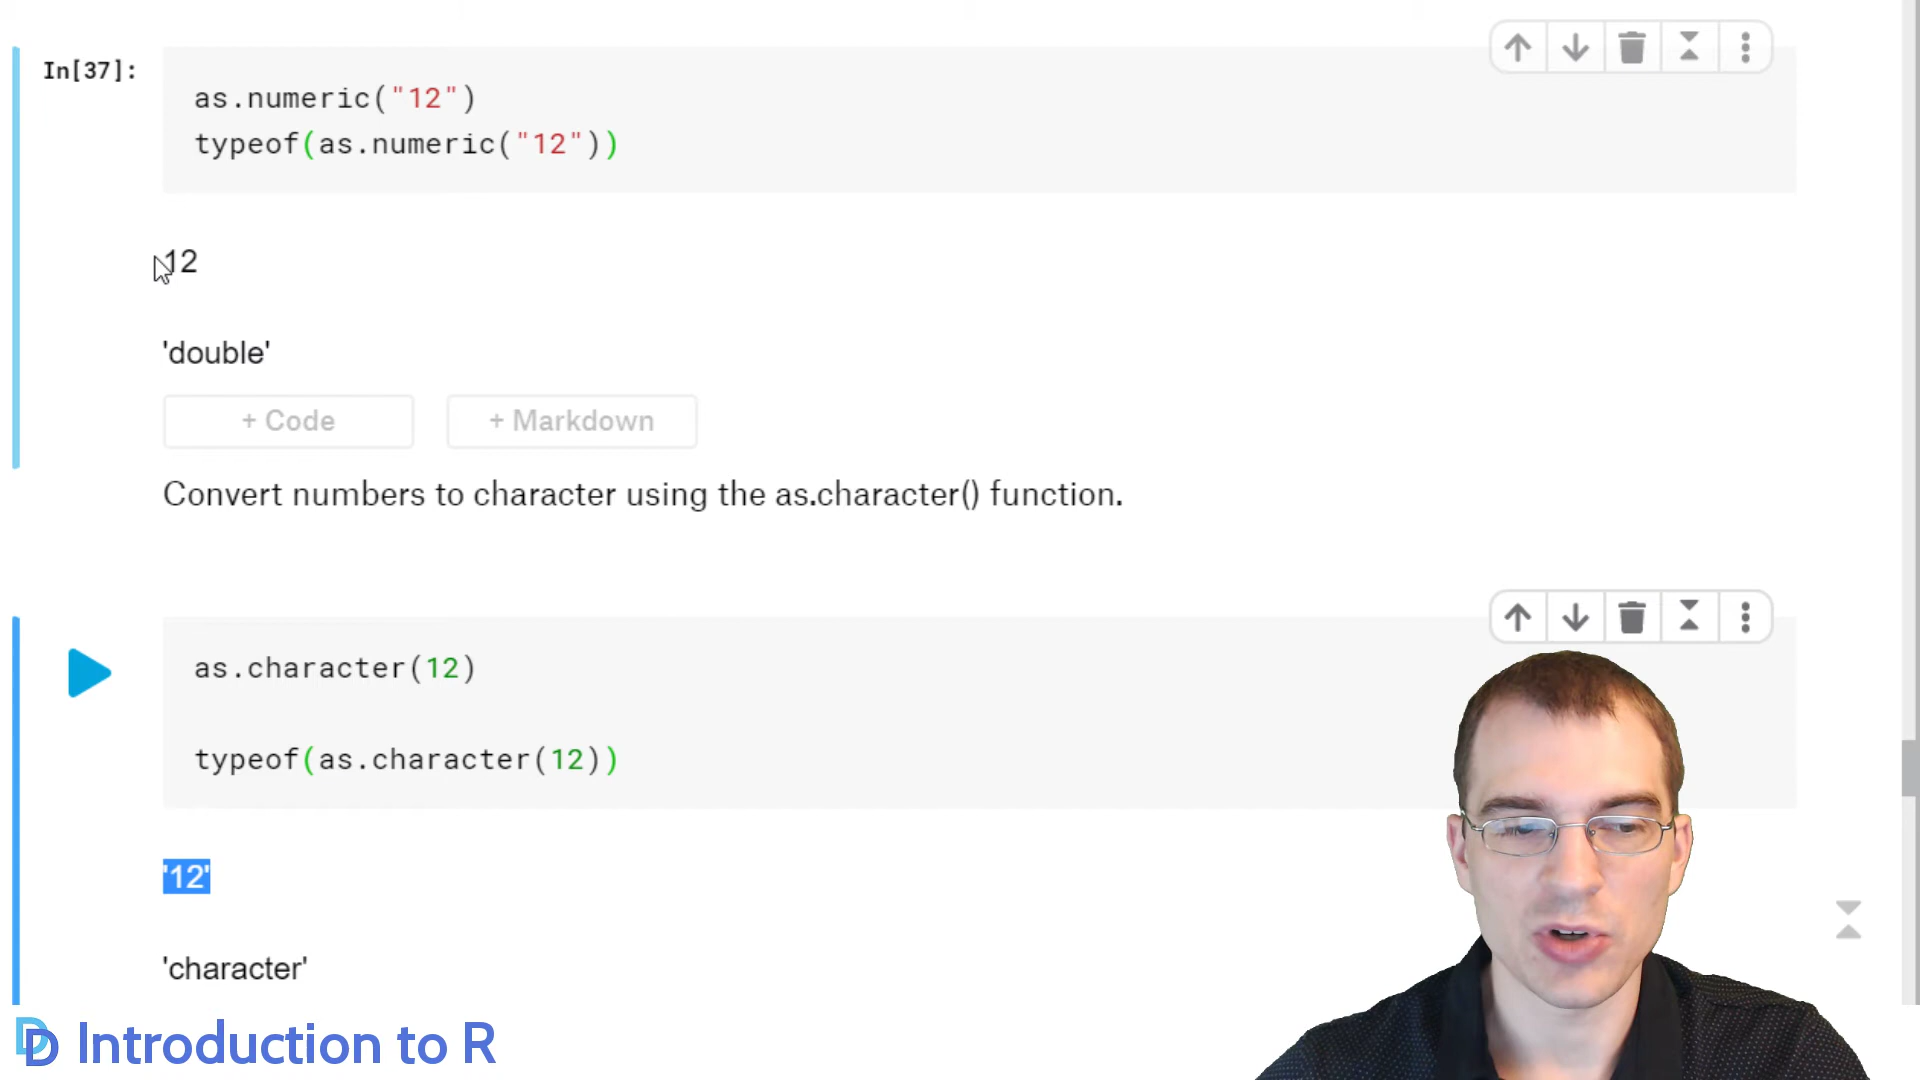 In[37]:
as.numeric("12")
typeof(as.numeric("12"))
12
'double'
+ Code
+ Markdown
Convert numbers to character using the as.character() function.
as.character(12)
typeof(as.character(12))
'12'
'character'
D Introduction to R